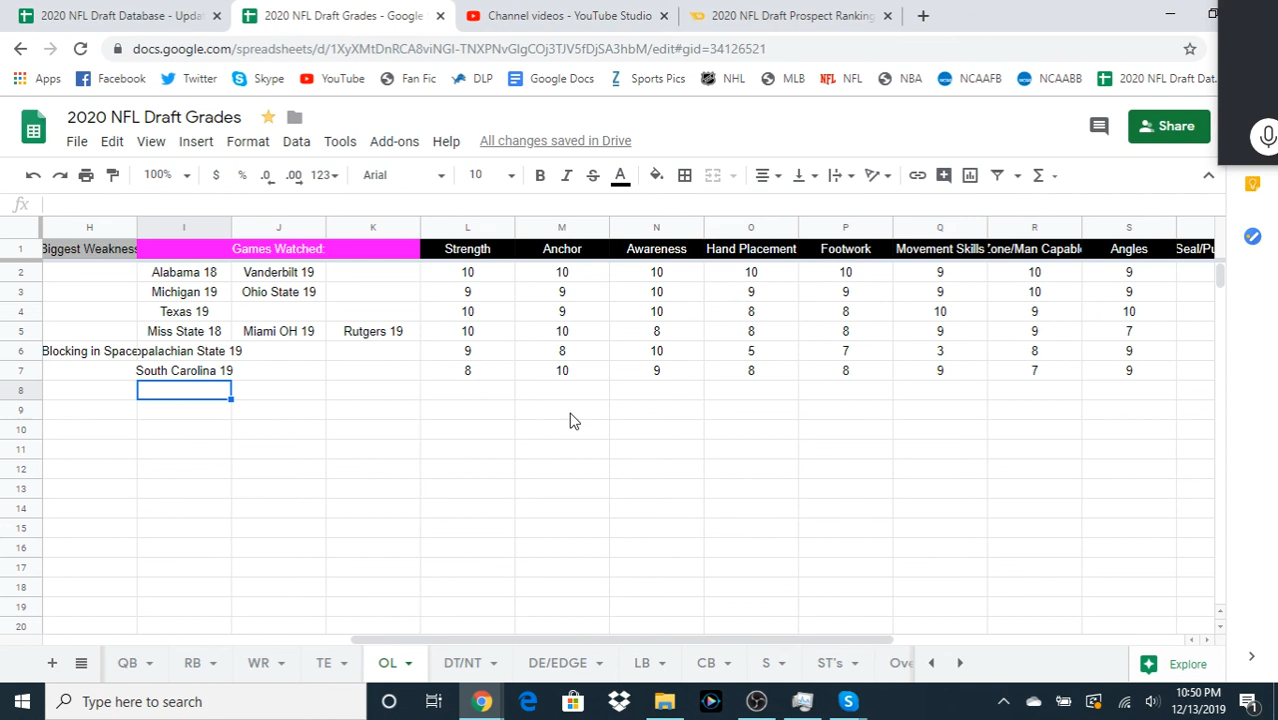 2020 NFL Draft Database - Updat
2020 NFL Draft Grades - Google
Channel videos - YouTube Studio
2020 NFL Draft Prospect Ranking
docs.google.com/spreadsheets/d/1XyXMtDnRCA8viNGI-TNXPNvGlgCOj3TJV5fDjSA3hbM/edit#gid=34126521
Apps Facebook Twitter Skype YouTube Fan Fic DLP Google Docs Sports Pics NHL MLB NFL NBA NCAAFB NCAABB 2020 NFL Draft Dat
2020 NFL Draft Grades
Share
File Edit View Insert Format Data Tools Add-ons Help All changes saved in Drive
100% $ % .0 .00 123 Arial 10 B I S A
fx
H I J K L M N O P Q R S
1 Biggest Weakness Games Watched: Strength Anchor Awareness Hand Placement Footwork Movement Skills Zone/Man Capabl Angles Seal/Pu
2 Alabama 18 Vanderbilt 19 10 10 10 10 10 9 10 9
3 Michigan 19 Ohio State 19 9 9 10 9 9 9 10 9
4 Texas 19 10 9 10 8 8 10 9 10
5 Miss State 18 Miami OH 19 Rutgers 19 10 10 8 8 8 9 9 7
6 Blocking in Space palachian State 19 9 8 10 5 7 3 8 9
7 South Carolina 19 8 10 9 8 8 9 7 9
8
9
10
11
12
13
14
15
16
17
18
19
20
QB RB WR TE OL DT/NT DE/EDGE LB CB S ST's Ove
Explore
Type here to search
10:50 PM
12/13/2019
1